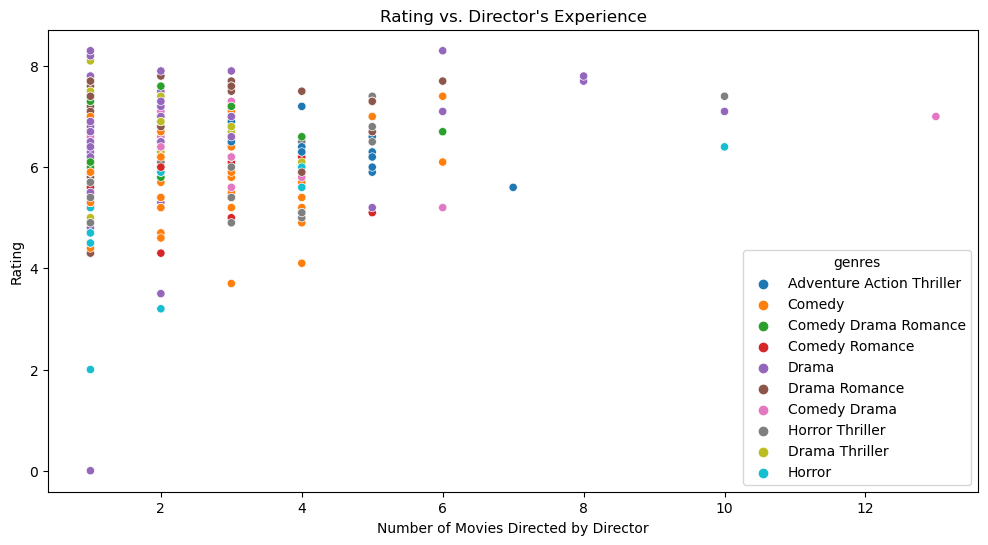 Rating vs. Director's Experience
8
6
4
2
0
Rating
2
4
6
8
10
12
Number of Movies Directed by Director
genres
Adventure Action Thriller
Comedy
Comedy Drama Romance
Comedy Romance
Drama
Drama Romance
Comedy Drama
Horror Thriller
Drama Thriller
Horror